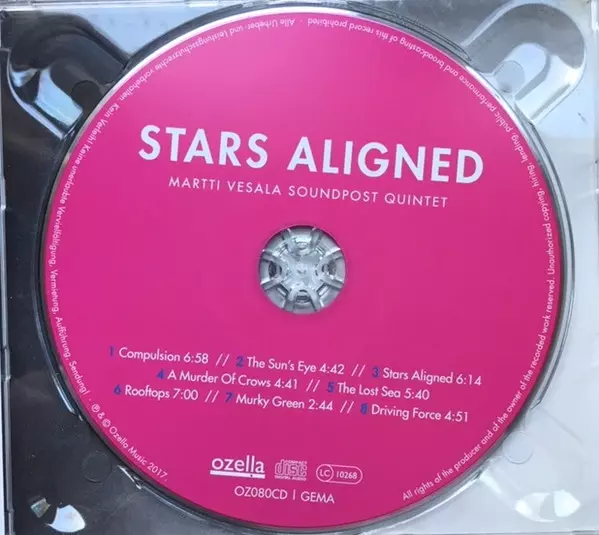 STARS ALIGNED
MARTTI VESALA SOUNDPOST QUINTET
1 Compulsion 6:58 // 2 The Sun's Eye 4:42 // 3 Stars Aligned 6:14
4 A Murder Of Crows 4:41 // 5 The Lost Sea 5:40
6 Rooftops 7:00 // 7 Murky Green 2:44 // 8 Driving Force 4:51
ozella
COMPACT
disc
DIGITAL AUDIO
LC 10268
OZ080CD | GEMA
℗ & © Ozella Music 2017.
Alle Urheber- und Leistungsschutzrechte vorbehalten. Kein Verleih! Keine unerlaubte Vervielfältigung, Vermietung, Aufführung, Sendung!
All rights of the producer and of the owner of the recorded work reserved. Unauthorized copying, hiring, lending, public performance and broadcasting of this record prohibited.